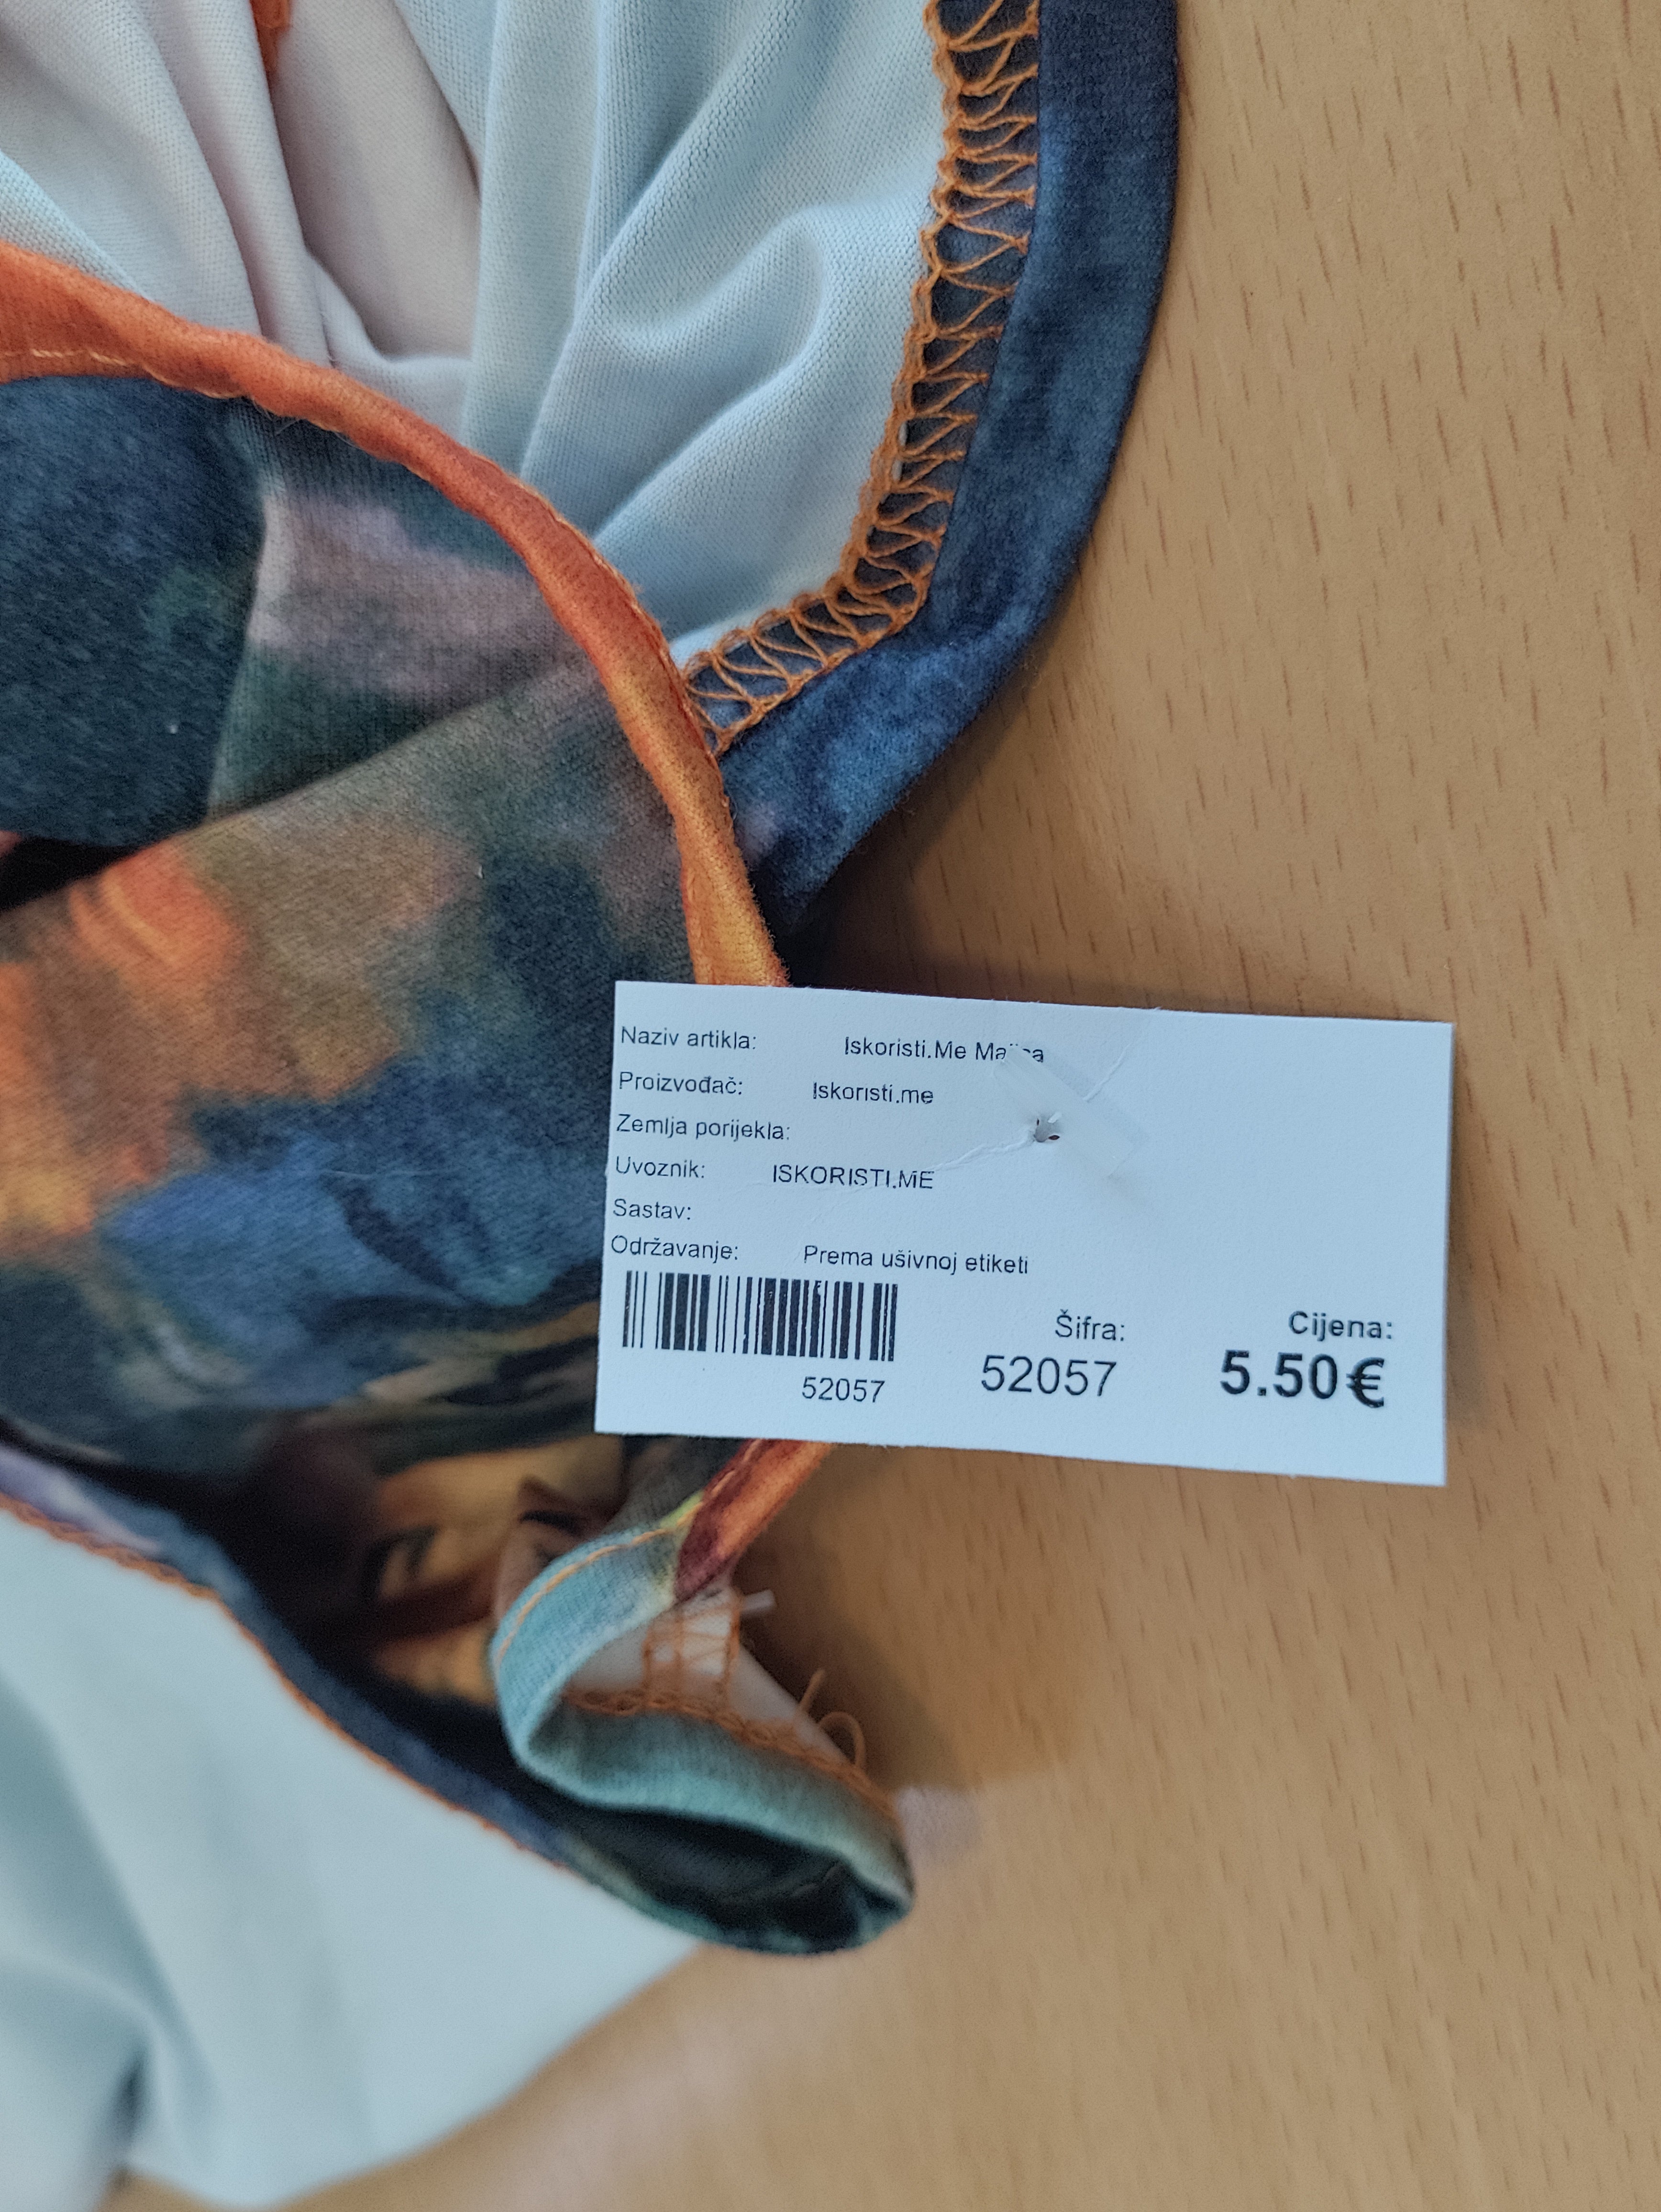 Naziv artikla: Iskoristi.Me
Proizvođač: Iskoristi.me
Zemlja porijekla:
Uvoznik: ISKORISTI.ME
Sastav:
Održavanje: Prema ušivnoj etiketi
52057
Šifra:
52057
Cijena:
5.50€